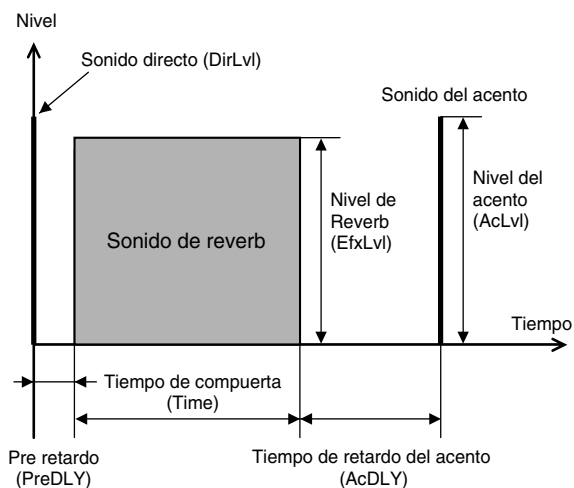 Nivel
Sonido directo (DirLvl)
Sonido del acento
Sonido de reverb
Nivel de
Reverb
(EfxLvl)
Nivel del
acento
(AcLvl)
Tiempo
Tiempo de compuerta
(Time)
Pre retardo
(PreDLY)
Tiempo de retardo del acento
(AcDLY)